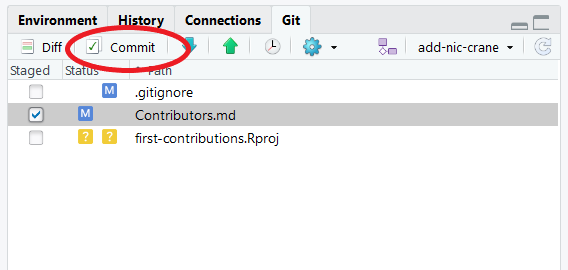 Environment History Connections Git
Diff Commit add-nic-crane
Staged Status Path
M .gitignore
M Contributors.md
? ? first-contributions.Rproj